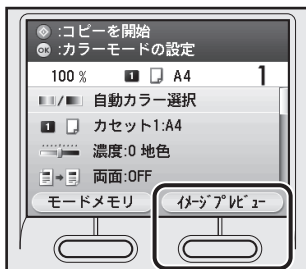 :コピーを開始
OK :カラーモードの設定
100 % 1 A4 1
自動カラー選択
1 カセット1:A4
濃度:0 地色
両面:OFF
モードメモリ イメージプレビュー